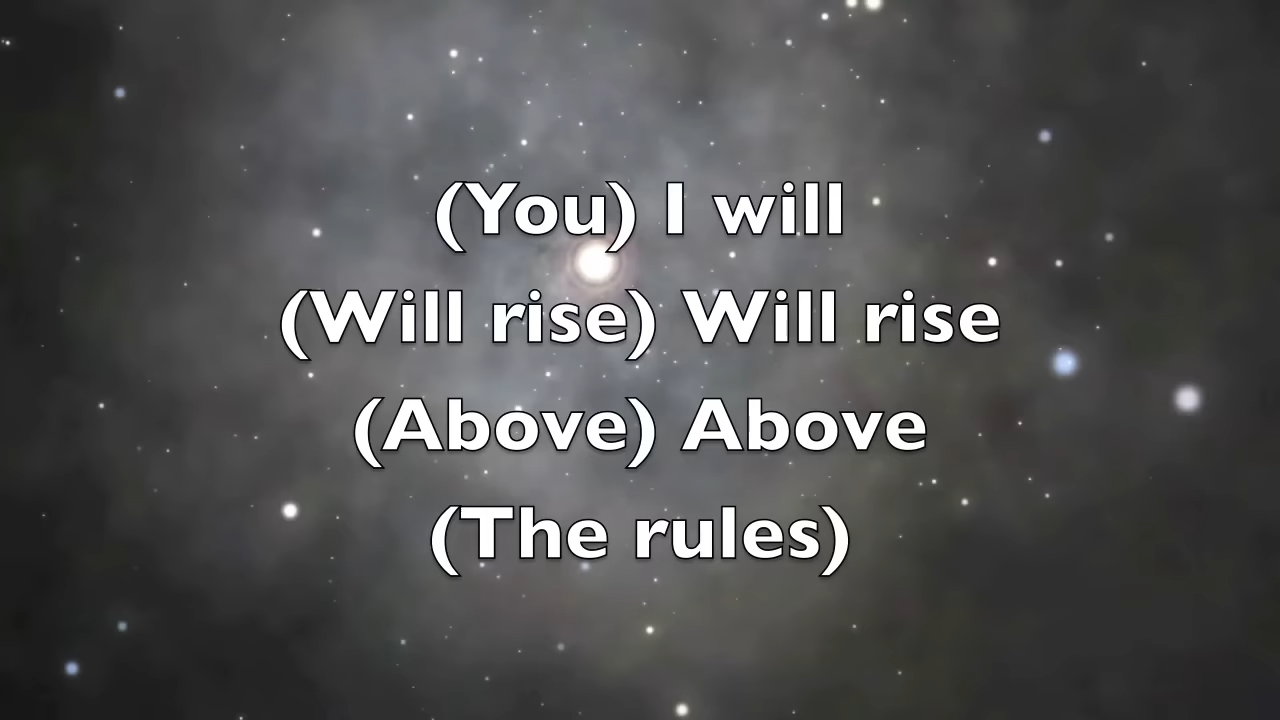 (You) I will
(Will rise) Will rise
(Above) Above
(The rules)